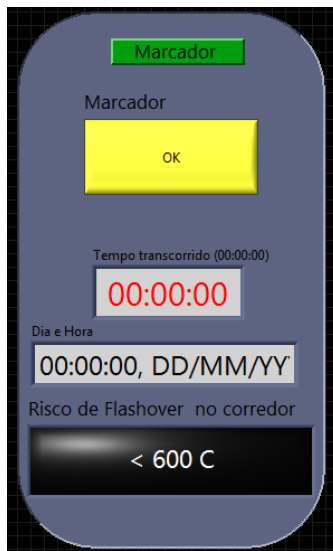 Marcador
Marcador
OK
Tempo transcorrido (00:00:00)
00:00:00
Dia e Hora
00:00:00, DD/MM/YY
Risco de Flashover no corredor
< 600 C